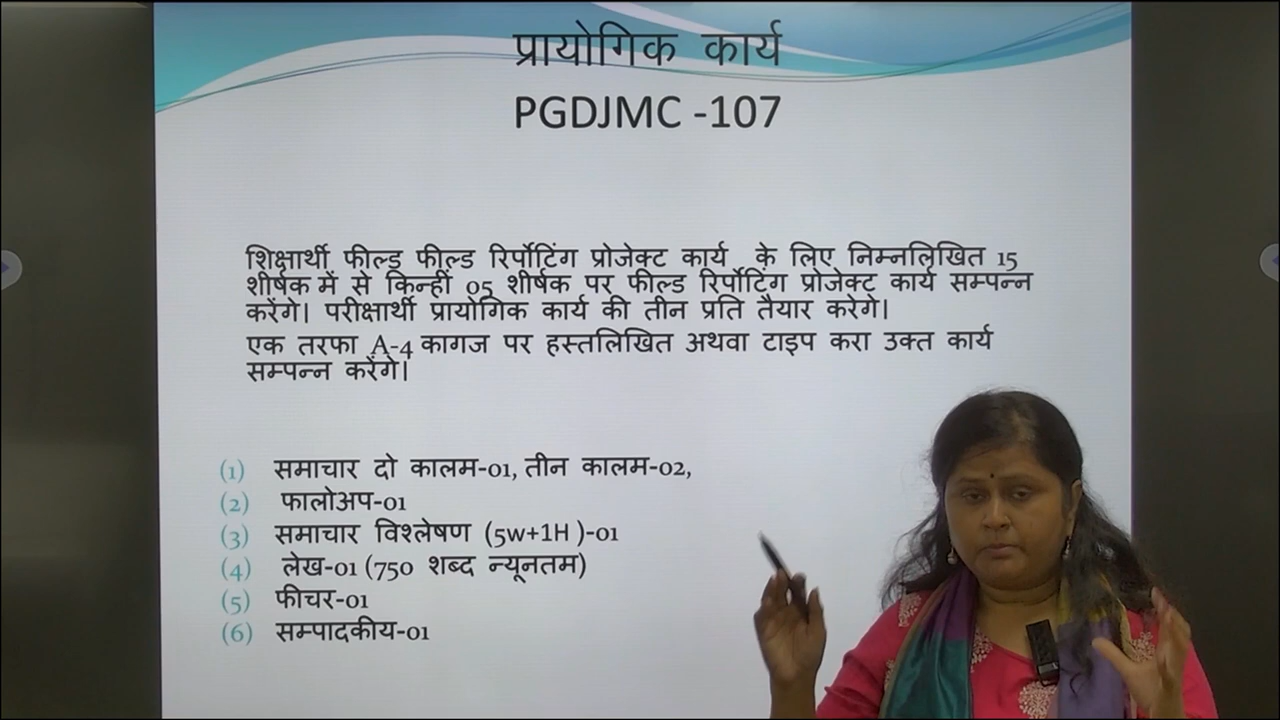 प्रायोगिक कार्य
PGDJMC -107
शिक्षार्थी फील्ड फील्ड रिर्पोटिंग प्रोजेक्ट कार्य के लिए निम्नलिखित 15
शीर्षक में से किन्हीं 05 शीर्षक पर फील्ड रिर्पोटिंग प्रोजेक्ट कार्य सम्पन्न
करेंगे। परीक्षार्थी प्रायोगिक कार्य की तीन प्रति तैयार करेगे।
एक तरफा A-4 कागज पर हस्तलिखित अथवा टाइप करा उक्त कार्य
सम्पन्न करेंगे।
(1) समाचार दो कालम-01, तीन कालम-02,
(2) फालोअप-01
(3) समाचार विश्लेषण (5w+1H )-01
(4) लेख-01 (750 शब्द न्यूनतम)
(5) फीचर-01
(6) सम्पादकीय-01